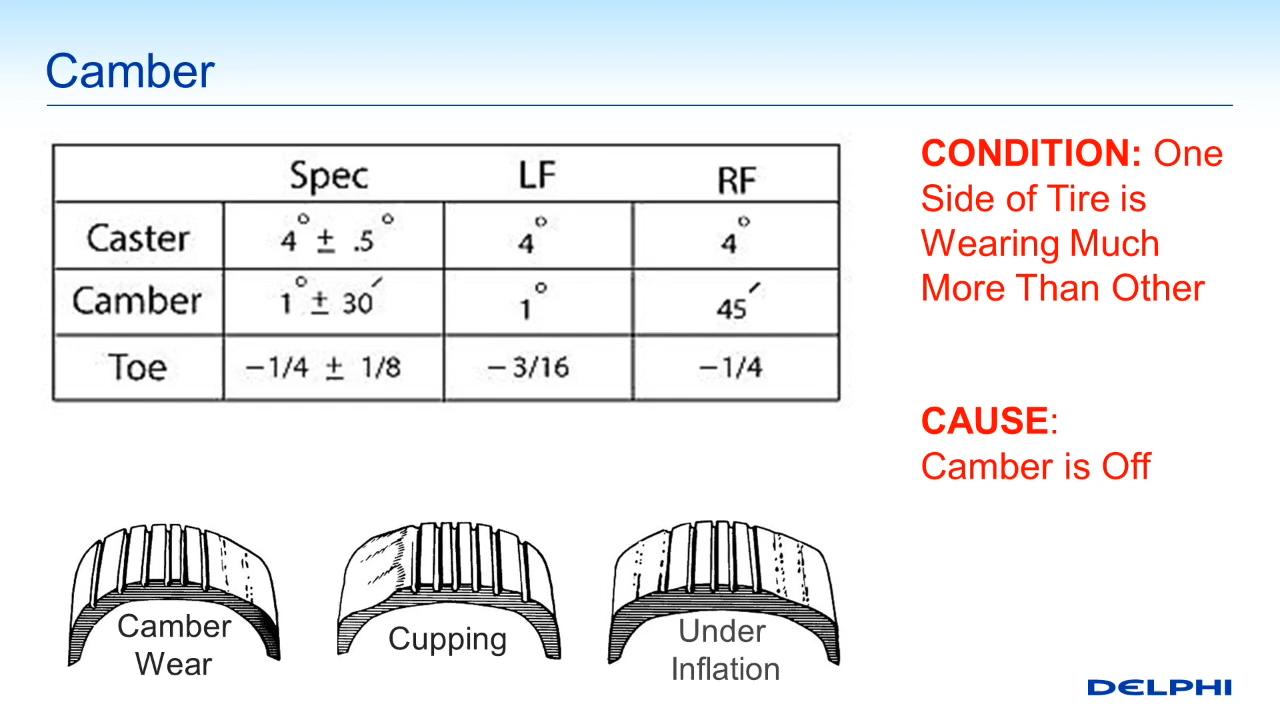 Camber
Spec LF RF
Caster 4° ± .5° 4° 4°
Camber 1° ± 30′ 1° 45′
Toe −1/4 ± 1/8 −3/16 −1/4
CONDITION: One
Side of Tire is
Wearing Much
More Than Other
CAUSE:
Camber is Off
Camber
Wear
Cupping
Under
Inflation
DELPHI